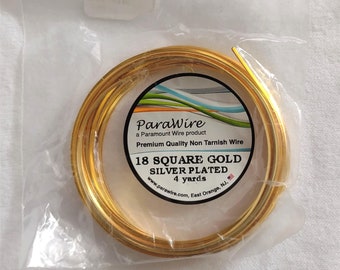 ParaWire
a Paramount Wire product
Premium Quality Non Tarnish Wire
18 SQUARE GOLD
SILVER PLATED
4 yards
www.parawire.com, East Orange, NJ,